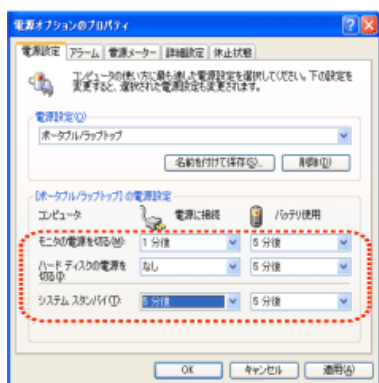 電源オプションのプロパティ
電源設定 アラーム 電源メーター 詳細設定 休止状態
コンピュータの使い方に最も適した電源設定を選択してください。下の設定を
変更すると、選択された電源設定も変更されます。
電源設定(O)
ポータブル/ラップトップ
名前を付けて保存(S)... 削除(D)
[ポータブル/ラップトップ] の電源設定
コンピュータ 電源に接続 バッテリ使用
モニタの電源を切る(M): 1 分後 5 分後
ハード ディスクの電源を 切る(I): なし 5 分後
システム スタンバイ(T): 5 分後 5 分後
OK キャンセル 適用(A)